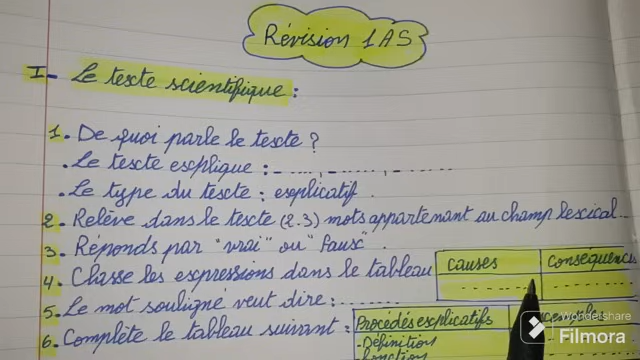 Révision 1AS
I- Le texte scientifique :
1. De quoi parle le texte ?
. Le texte explique : - ...., - ......., - .......
. Le type du texte : explicatif.
2. Relève dans le texte (2.3) mots appartenant au champ lexical...
3. Réponds par "vrai" ou "faux".
4. Classe les expressions dans le tableau
causes conséquences
5. Le mot souligné veut dire : .......
6. Complète le tableau suivant :
Procédés explicatifs
- Définition
Wondershare
Filmora